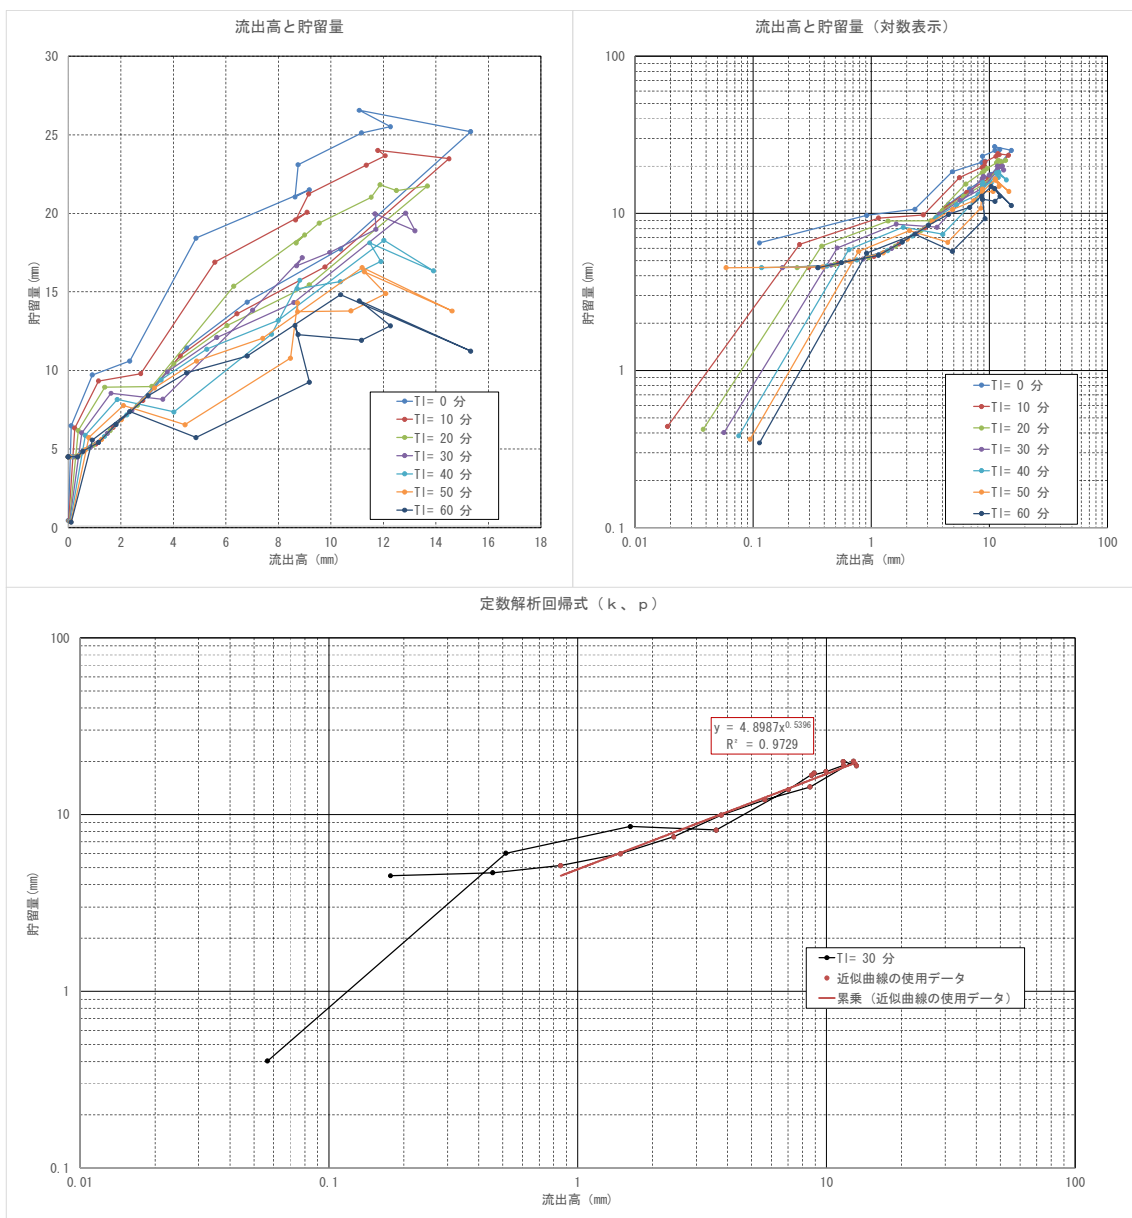 流出高と貯留量
30
25
20
15
10
5
0
貯留量(㎜)
0 2 4 6 8 10 12 14 16 18
流出高 (㎜)
TI= 0 分
TI= 10 分
TI= 20 分
TI= 30 分
TI= 40 分
TI= 50 分
TI= 60 分
流出高と貯留量(対数表示)
100
10
1
0.1
貯留量(㎜)
0.01 0.1 1 10 100
流出高 (㎜)
TI= 0 分
TI= 10 分
TI= 20 分
TI= 30 分
TI= 40 分
TI= 50 分
TI= 60 分
定数解析回帰式(k、p)
100
10
1
0.1
貯留量(㎜)
y = 4.8987x^0.5396
R² = 0.9729
TI= 30 分
近似曲線の使用データ
累乗 (近似曲線の使用データ)
0.01 0.1 1 10 100
流出高 (㎜)